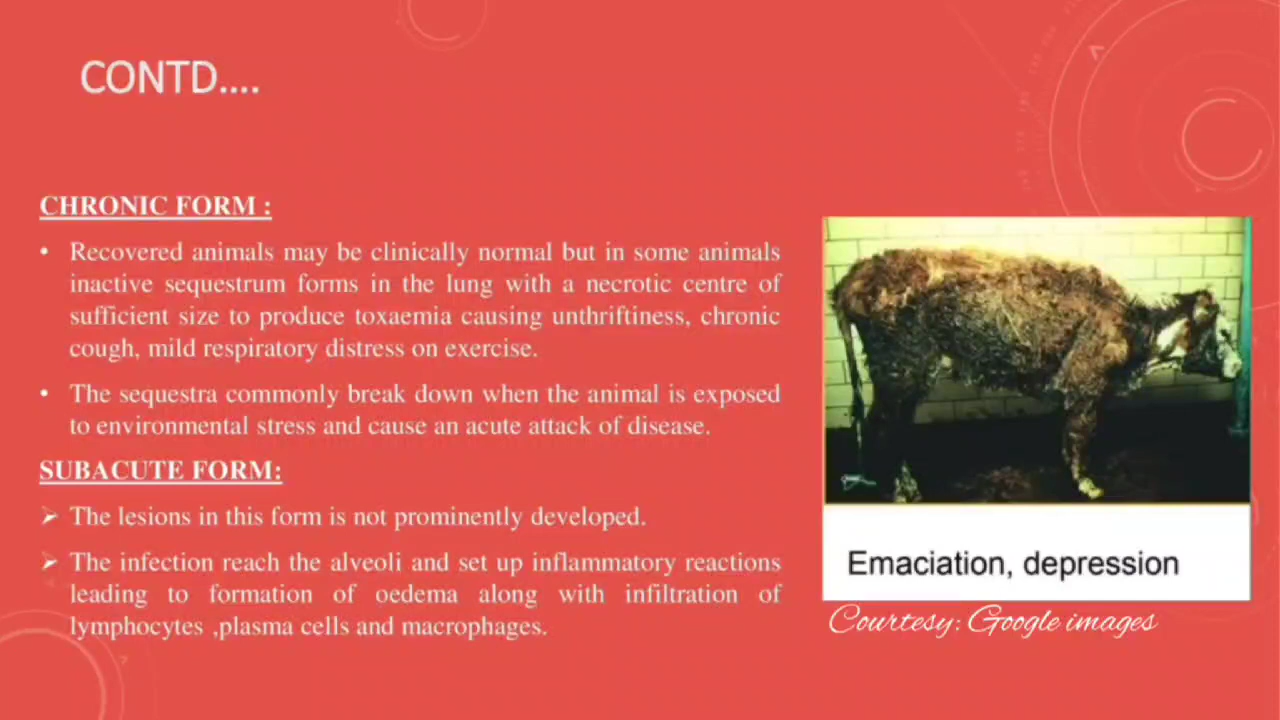 CONTD....
CHRONIC FORM :
• Recovered animals may be clinically normal but in some animals
inactive sequestrum forms in the lung with a necrotic centre of
sufficient size to produce toxaemia causing unthriftiness, chronic
cough, mild respiratory distress on exercise.
• The sequestra commonly break down when the animal is exposed
to environmental stress and cause an acute attack of disease.
SUBACUTE FORM:
➢ The lesions in this form is not prominently developed.
➢ The infection reach the alveoli and set up inflammatory reactions
leading to formation of oedema along with infiltration of
lymphocytes ,plasma cells and macrophages.
Emaciation, depression
Courtesy: Google images